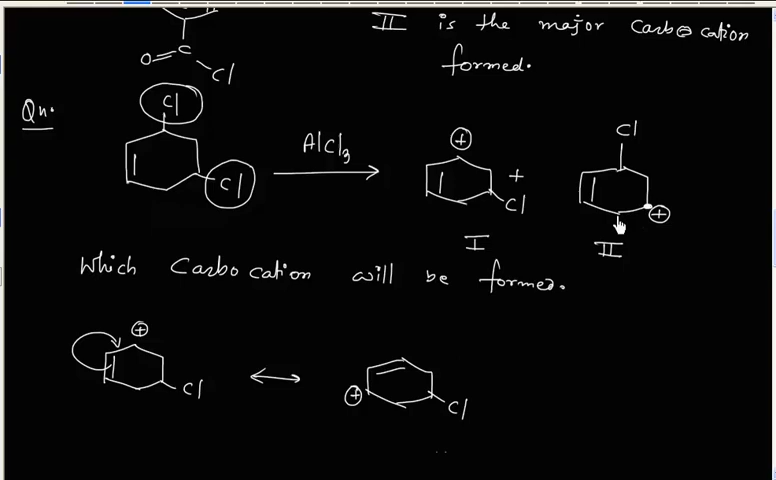 II is the major Carbocation
formed.
O=C
Cl
Qn.
Cl
Cl
AlCl3
⊕
+
Cl
I
Cl
⊕
II
Which Carbocation will be formed.
⊕
Cl
⊕
Cl